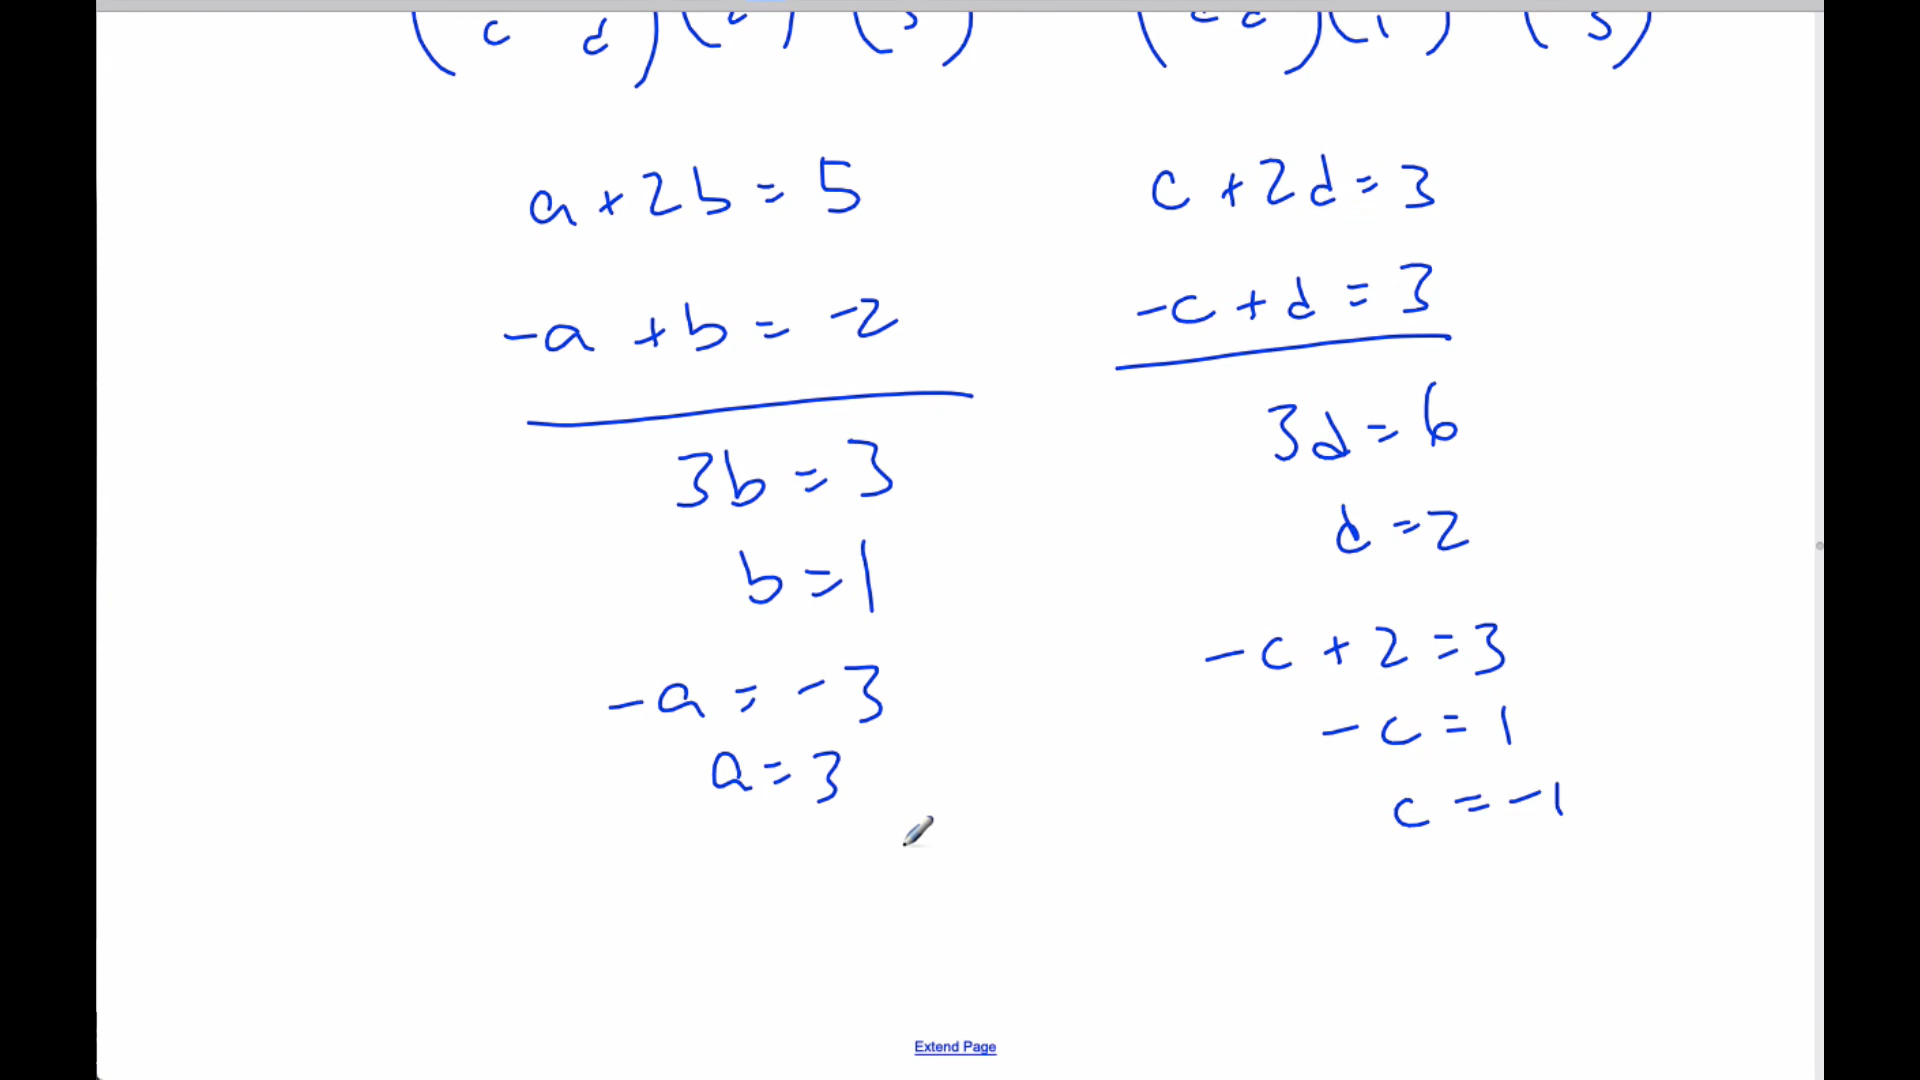 a + 2b = 5
-a + b = -2
3b = 3
b = 1
-a = -3
a = 3
c + 2d = 3
-c + d = 3
3d = 6
d = 2
-c + 2 = 3
-c = 1
c = -1
Extend Page